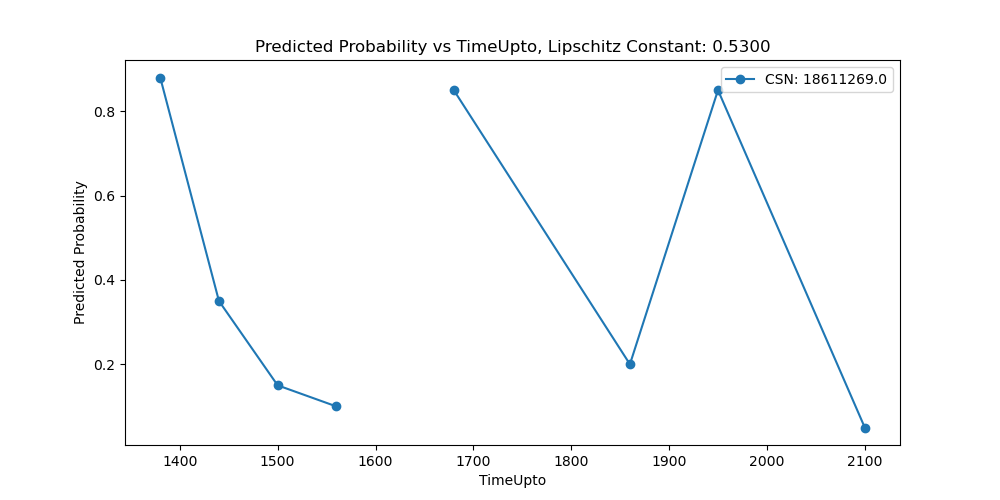 Predicted Probability vs TimeUpto, Lipschitz Constant: 0.5300
CSN: 18611269.0
Predicted Probability
0.8
0.6
0.4
0.2
1400 1500 1600 1700 1800 1900 2000 2100
TimeUpto